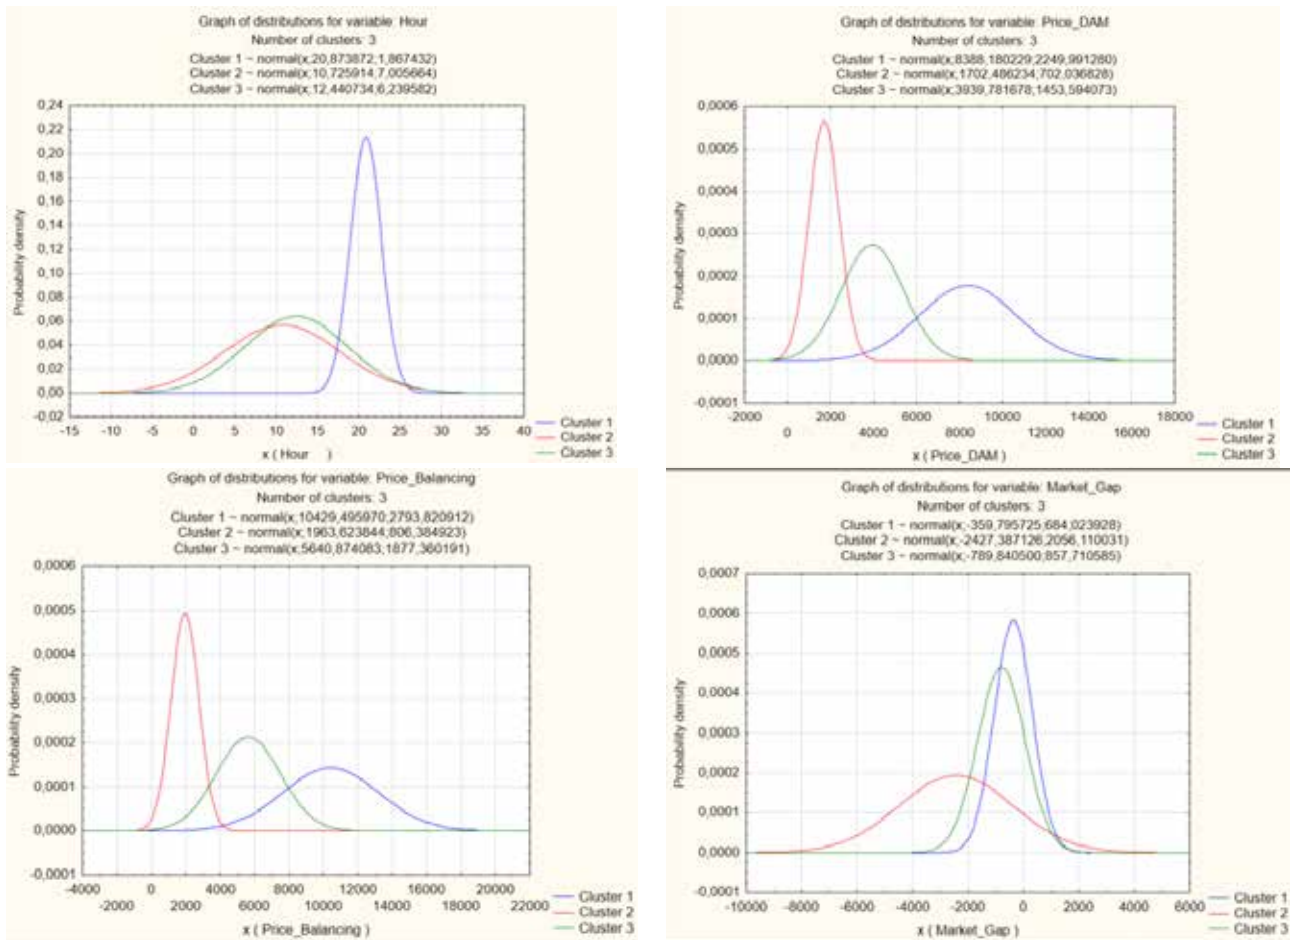 Graph of distributions for variable: Hour
Number of clusters: 3
Cluster 1 ~ normal(x;20,873872;1,867432)
Cluster 2 ~ normal(x;10,725914;7,005664)
Cluster 3 ~ normal(x;12,440734;6,239582)
0,24
0,22
0,20
0,18
0,16
0,14
0,12
0,10
0,08
0,06
0,04
0,02
0,00
-0,02
Probability density
-15 -10 -5 0 5 10 15 20 25 30 35 40
x ( Hour )
Cluster 1
Cluster 2
Cluster 3
Graph of distributions for variable: Price_DAM
Number of clusters: 3
Cluster 1 ~ normal(x;8388,180229;2249,991280)
Cluster 2 ~ normal(x;1702,486234;702,036828)
Cluster 3 ~ normal(x;3939,781678;1453,594073)
0,0006
0,0005
0,0004
0,0003
0,0002
0,0001
0,0000
-0,0001
Probability density
-2000 2000 6000 10000 14000 18000
0 4000 8000 12000 16000
x ( Price_DAM )
Cluster 1
Cluster 2
Cluster 3
Graph of distributions for variable: Price_Balancing
Number of clusters: 3
Cluster 1 ~ normal(x;10429,495970;2793,820912)
Cluster 2 ~ normal(x;1963,623844;806,384923)
Cluster 3 ~ normal(x;5640,874083;1877,360191)
0,0006
0,0005
0,0004
0,0003
0,0002
0,0001
0,0000
-0,0001
Probability density
-4000 0 4000 8000 12000 16000 20000
-2000 2000 6000 10000 14000 18000 22000
x ( Price_Balancing )
Cluster 1
Cluster 2
Cluster 3
Graph of distributions for variable: Market_Gap
Number of clusters: 3
Cluster 1 ~ normal(x;-359,795725;684,023928)
Cluster 2 ~ normal(x;-2427,387126;2056,110031)
Cluster 3 ~ normal(x;-789,840500;857,710585)
0,0007
0,0006
0,0005
0,0004
0,0003
0,0002
0,0001
0,0000
-0,0001
Probability density
-10000 -6000 -2000 2000 6000
-8000 -4000 0 4000
x ( Market_Gap )
Cluster 1
Cluster 2
Cluster 3